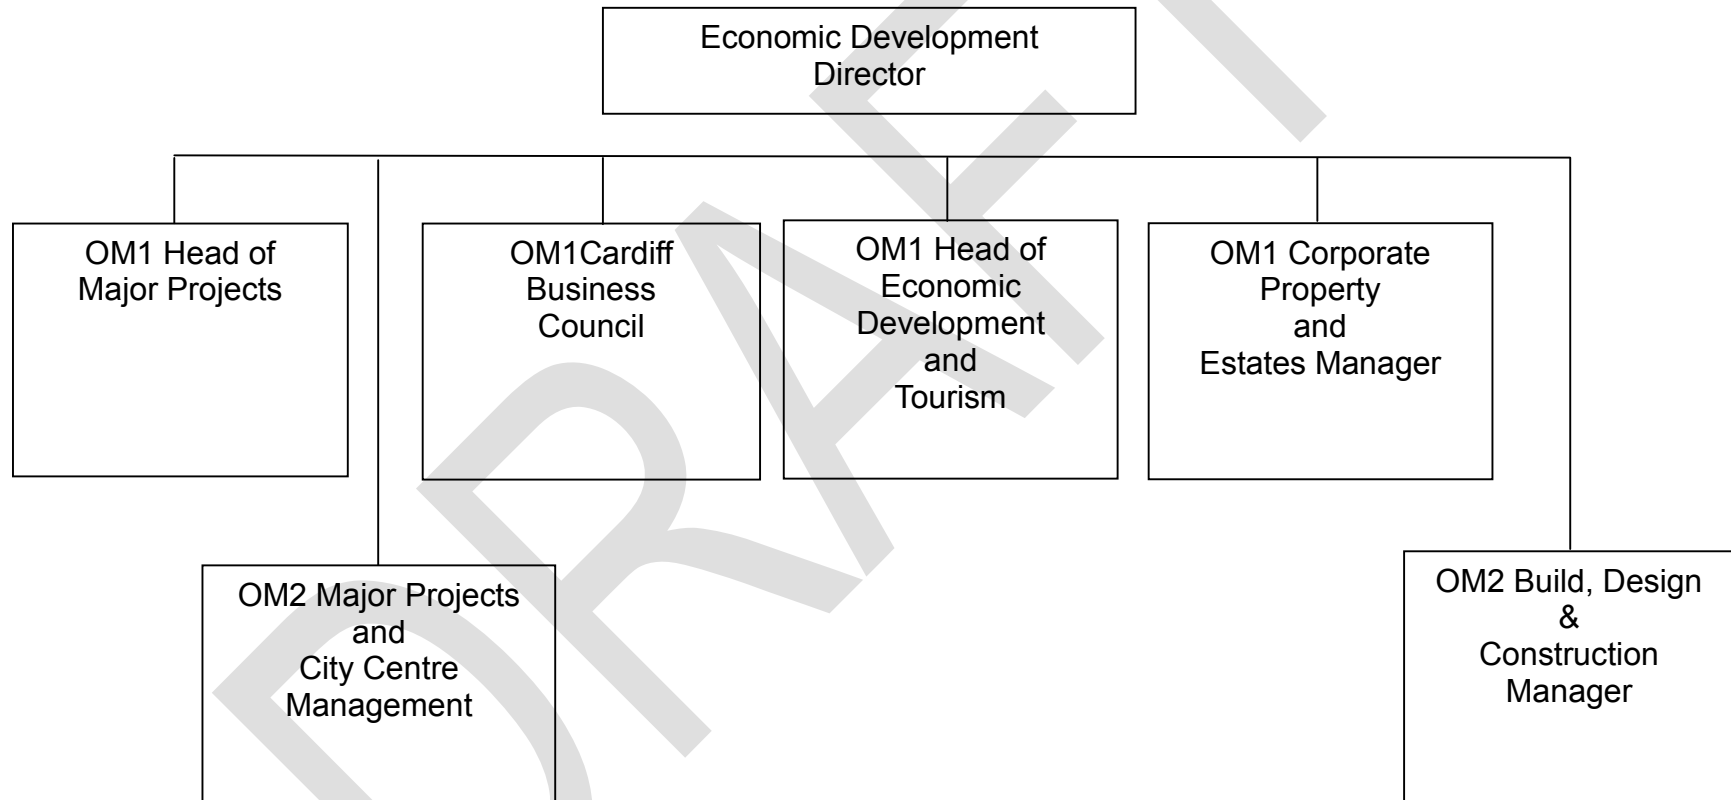 Economic Development
Director
OM1 Head of
Major Projects
OM1Cardiff
Business
Council
OM1 Head of
Economic
Development
and
Tourism
OM1 Corporate
Property
and
Estates Manager
OM2 Major Projects
and
City Centre
Management
OM2 Build, Design
&
Construction
Manager
DRAFT